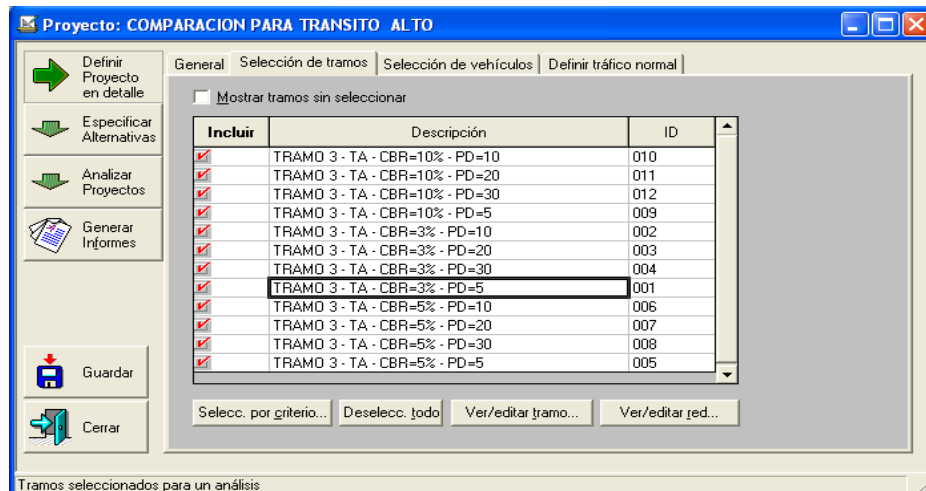 Proyecto: COMPARACION PARA TRANSITO ALTO
Definir
Proyecto
en detalle
Especificar
Alternativas
Analizar
Proyectos
Generar
Informes
Guardar
Cerrar
General Selección de tramos Selección de vehículos Definir tráfico normal
Mostrar tramos sin seleccionar
Incluir Descripción ID
TRAMO 3 - TA - CBR=10% - PD=10 010
TRAMO 3 - TA - CBR=10% - PD=20 011
TRAMO 3 - TA - CBR=10% - PD=30 012
TRAMO 3 - TA - CBR=10% - PD=5 009
TRAMO 3 - TA - CBR=3% - PD=10 002
TRAMO 3 - TA - CBR=3% - PD=20 003
TRAMO 3 - TA - CBR=3% - PD=30 004
TRAMO 3 - TA - CBR=3% - PD=5 001
TRAMO 3 - TA - CBR=5% - PD=10 006
TRAMO 3 - TA - CBR=5% - PD=20 007
TRAMO 3 - TA - CBR=5% - PD=30 008
TRAMO 3 - TA - CBR=5% - PD=5 005
Selecc. por criterio... Deselecc. todo Ver/editar tramo... Ver/editar red...
Tramos seleccionados para un análisis